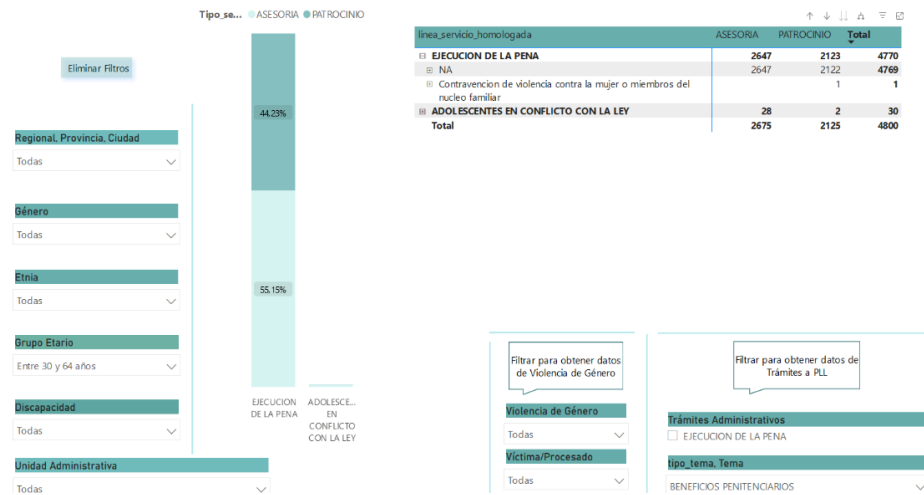 Tipo_se... ASESORIA PATROCINIO
Eliminar Filtros
Regional, Provincia, Ciudad
Todas
Género
Todas
Etnia
Todas
Grupo Etario
Entre 30 y 64 años
Discapacidad
Todas
Unidad Administrativa
Todas
44,23%
55,15%
EJECUCION
DE LA PENA
ADOLESCE...
EN
CONFLICTO
CON LA LEY
linea_servicio_homologada ASESORIA PATROCINIO Total
EJECUCION DE LA PENA 2647 2123 4770
NA 2647 2122 4769
Contravencion de violencia contra la mujer o miembros del 1 1
nucleo familiar
ADOLESCENTES EN CONFLICTO CON LA LEY 28 2 30
Total 2675 2125 4800
Filtrar para obtener datos
de Violencia de Género
Violencia de Género
Todas
Víctima/Procesado
Todas
Filtrar para obtener datos de
Trámites a PLL
Trámites Administrativos
EJECUCION DE LA PENA
tipo_tema, Tema
BENEFICIOS PENITENCIARIOS